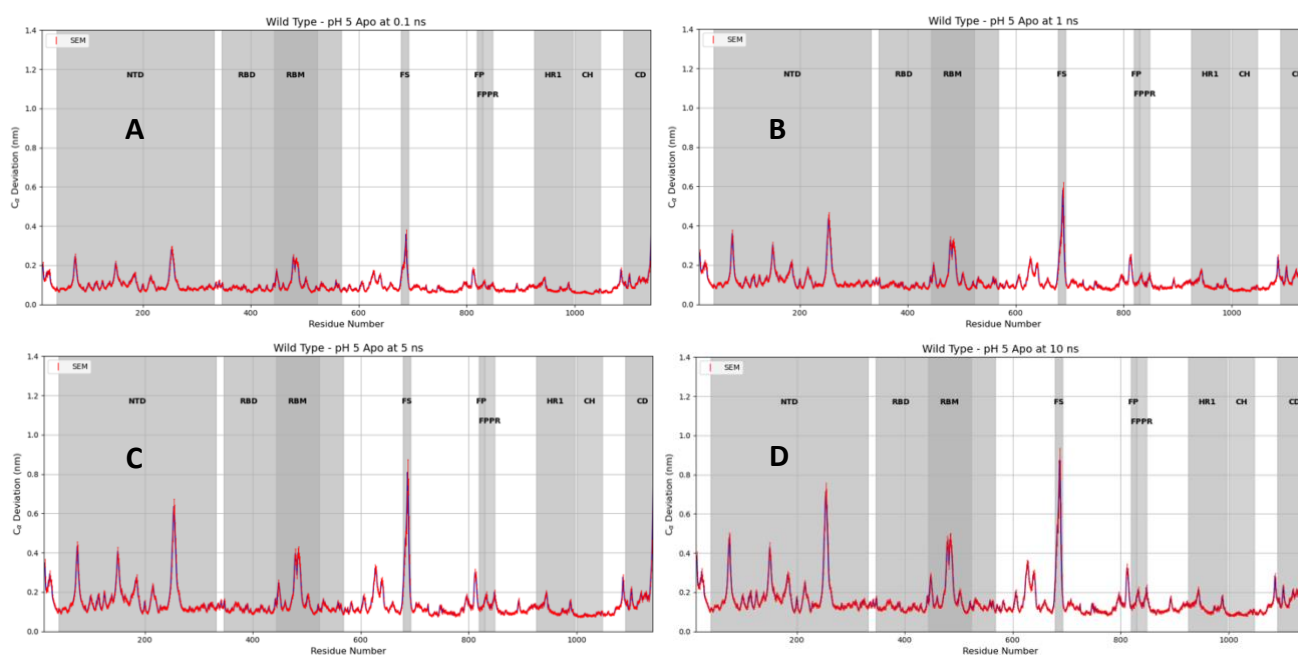 Wild Type - pH 5 Apo at 0.1 ns
1.4
1.2
1.0
0.8
0.6
0.4
0.2
0.0
Cα Deviation (nm)
SEM
NTD
RBD
RBM
FS
FP
FPPR
HR1
CH
CD
A
200
400
600
800
1000
Residue Number
Wild Type - pH 5 Apo at 1 ns
1.4
1.2
1.0
0.8
0.6
0.4
0.2
0.0
Cα Deviation (nm)
SEM
NTD
RBD
RBM
FS
FP
FPPR
HR1
CH
B
200
400
600
800
1000
Residue Number
Wild Type - pH 5 Apo at 5 ns
1.4
1.2
1.0
0.8
0.6
0.4
0.2
0.0
Cα Deviation (nm)
SEM
NTD
RBD
RBM
FS
FP
FPPR
HR1
CH
CD
C
200
400
600
800
1000
Residue Number
Wild Type - pH 5 Apo at 10 ns
1.4
1.2
1.0
0.8
0.6
0.4
0.2
0.0
Cα Deviation (nm)
SEM
NTD
RBD
RBM
FS
FP
FPPR
HR1
CH
D
200
400
600
800
1000
Residue Number